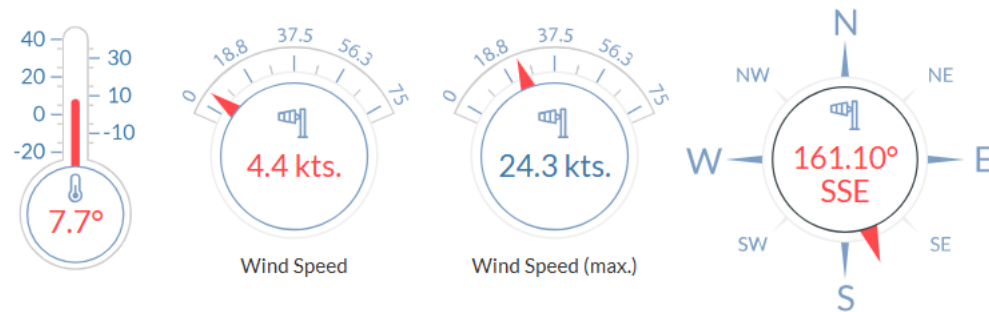 40
30
20
10
0
-10
-20
7.7°
0
18.8
37.5
56.3
75
4.4 kts.
Wind Speed
0
18.8
37.5
56.3
75
24.3 kts.
Wind Speed (max.)
N
NW
NE
W
E
161.10°
SSE
SW
SE
S